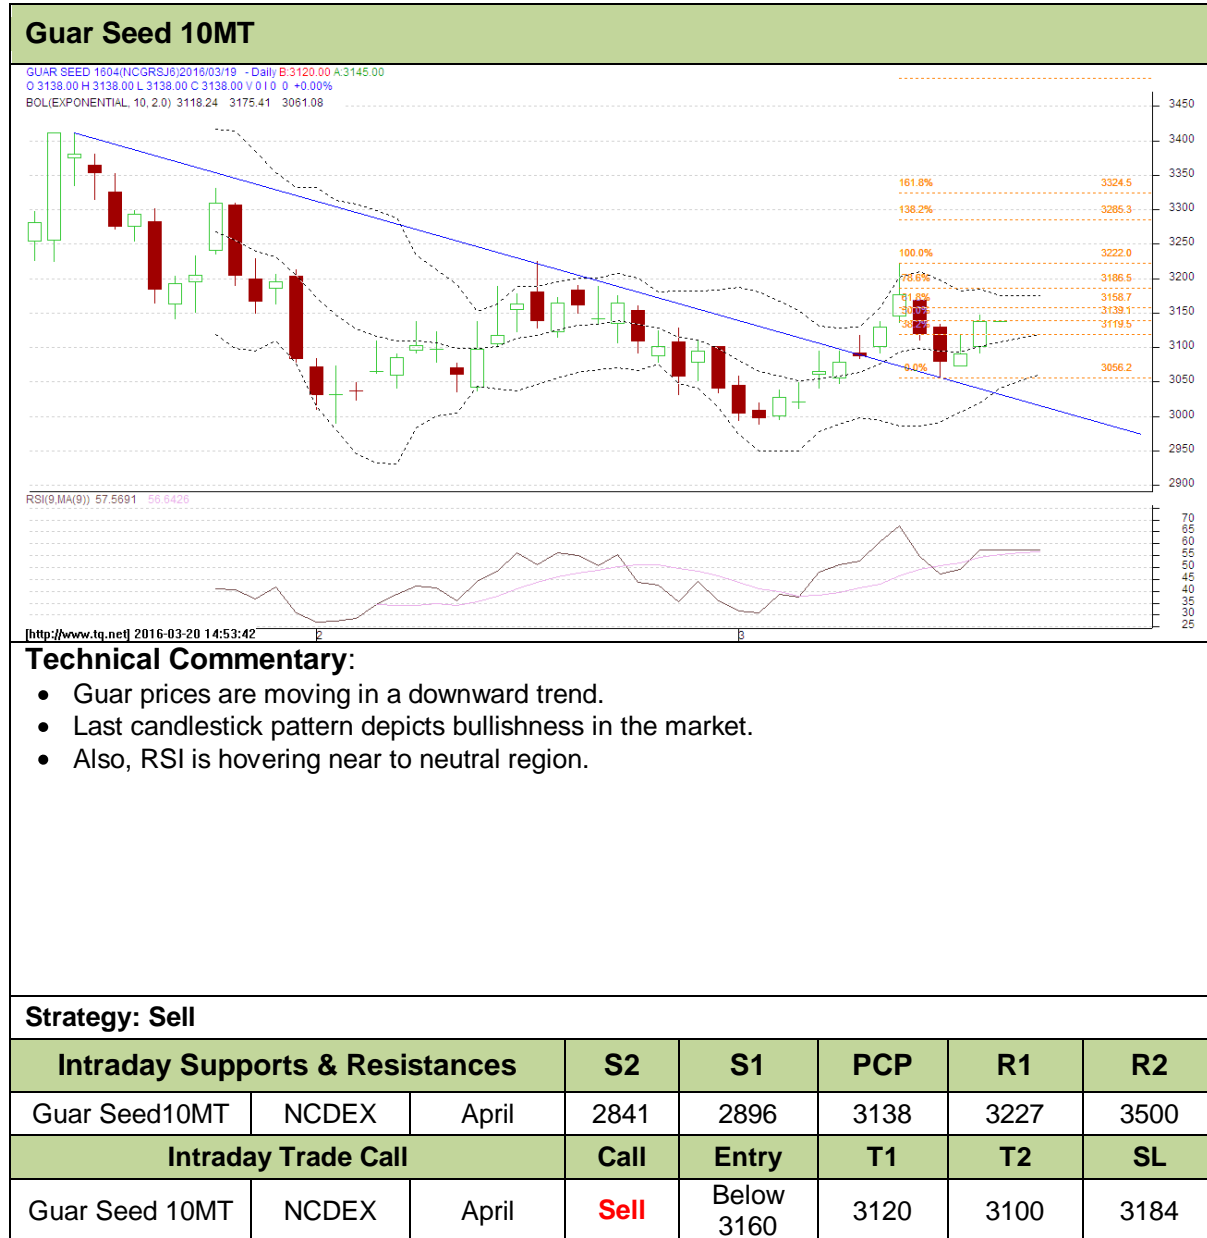 Guar Seed 10MT
GUAR SEED 1604(NCGRSJ6)2016/03/19 - Daily B:3120.00 A:3145.00
O 3138.00 H 3138.00 L 3138.00 C 3138.00 V 0 I 0 0 +0.00%
BOL(EXPONENTIAL, 10, 2.0) 3118.24 3175.41 3061.08
3450
3400
3350
3300
3250
3200
3150
3100
3050
3000
2950
2900
161.8% 3324.5
138.2% 3285.3
100.0% 3222.0
78.6% 3186.5
61.8% 3158.7
50.0% 3139.1
38.2% 3119.5
0.0% 3056.2
RSI(9,MA(9)) 57.5691 56.6426
70
65
60
55
50
45
40
35
30
25
[http://www.tq.net] 2016-03-20 14:53:42 2 3
Technical Commentary:
• Guar prices are moving in a downward trend.
• Last candlestick pattern depicts bullishness in the market.
• Also, RSI is hovering near to neutral region.
Strategy: Sell
Intraday Supports & Resistances S2 S1 PCP R1 R2
Guar Seed10MT NCDEX April 2841 2896 3138 3227 3500
Intraday Trade Call Call Entry T1 T2 SL
Guar Seed 10MT NCDEX April Sell Below 3160 3120 3100 3184